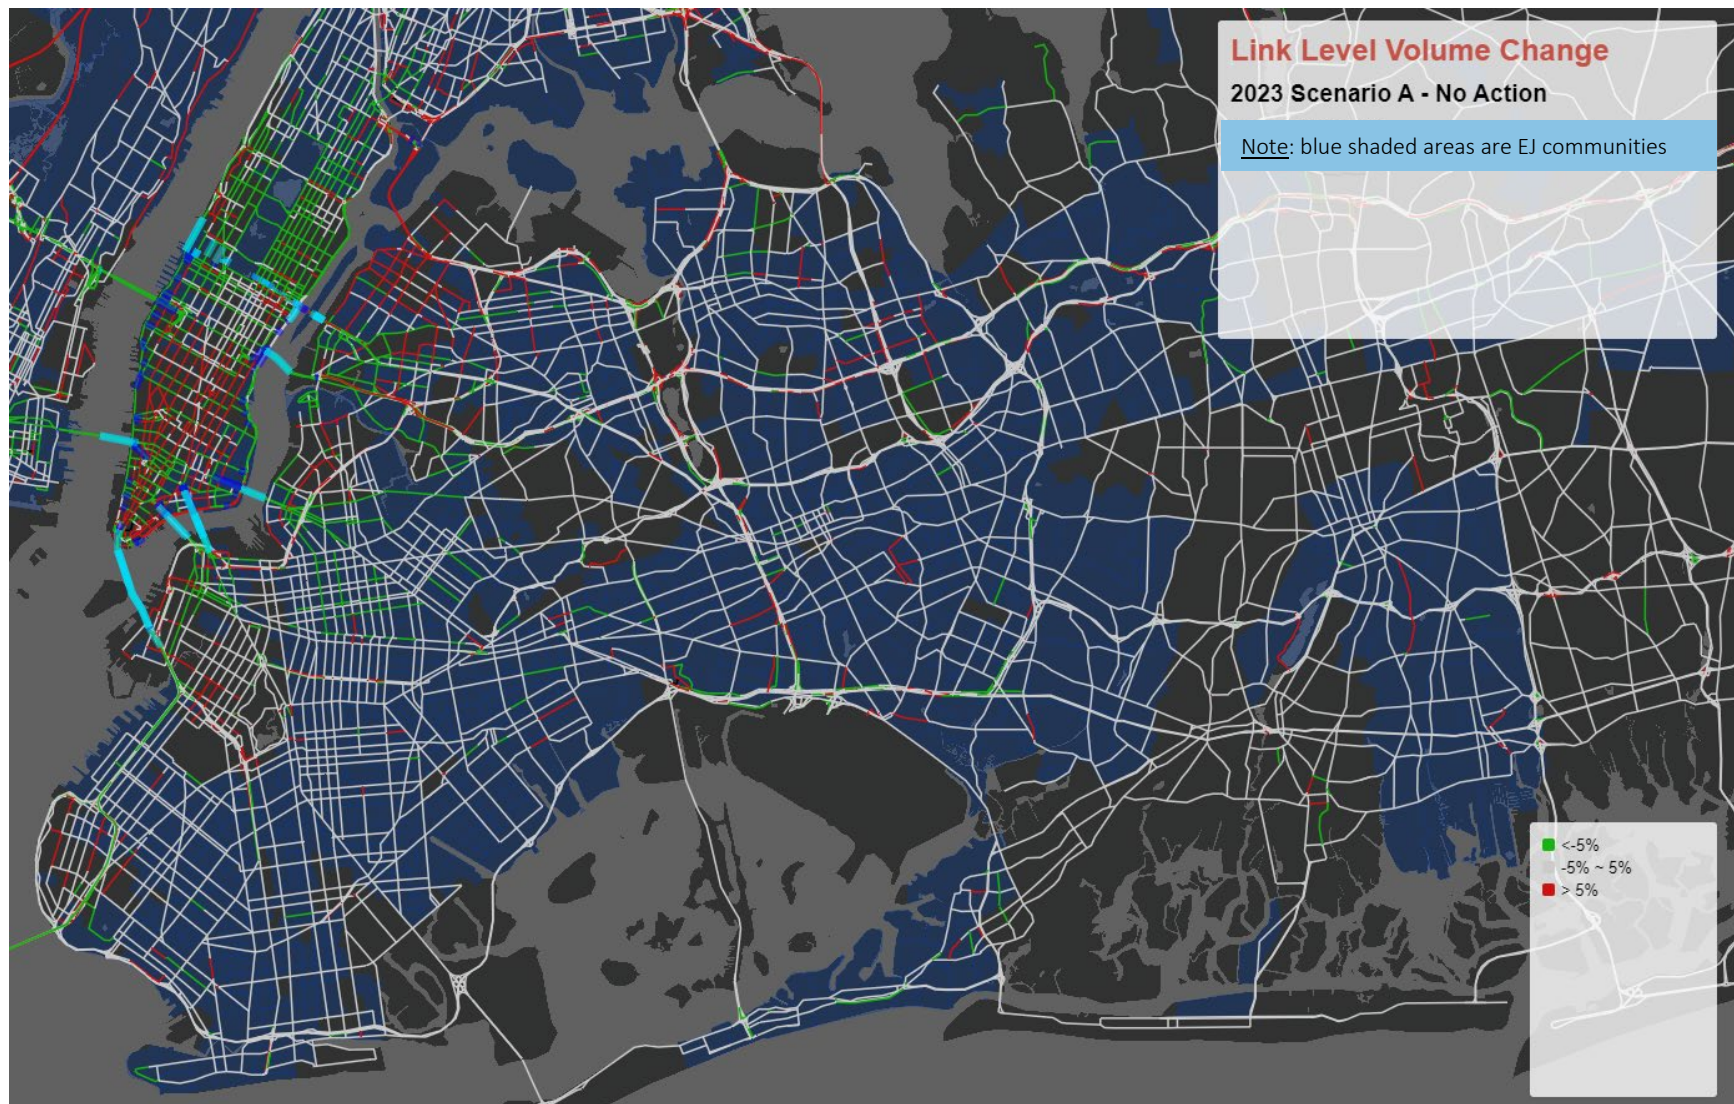 Link Level Volume Change
2023 Scenario A - No Action
Note: blue shaded areas are EJ communities
<-5%
-5% ~ 5%
> 5%